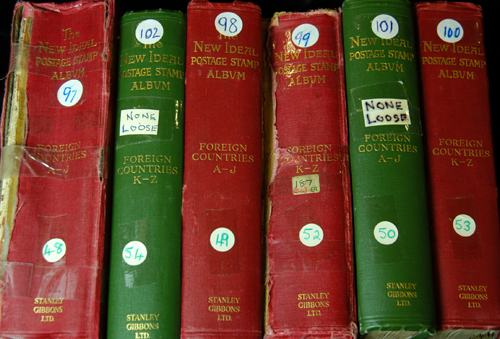 The
New Ideal
Postage Stamp
Album
97
Foreign
Countries
K–Z
48
Stanley
Gibbons
Ltd.
102
The
New Ideal
Postage Stamp
Album
NONE
LOOSE
Foreign
Countries
K–Z
54
Stanley
Gibbons
Ltd.
98
New Ideal
Postage Stamp
Album
Foreign
Countries
A–J
49
Stanley
Gibbons
Ltd.
99
New Ideal
Postage Stamp
Album
Foreign
Countries
K–Z
187
52
Stanley
Gibbons
Ltd.
101
New Ideal
Postage Stamp
Album
NONE
LOOSE
Foreign
Countries
A–J
50
Stanley
Gibbons
Ltd.
100
New Ideal
Postage Stamp
Album
Foreign
Countries
K–Z
53
Stanley
Gibbons
Ltd.